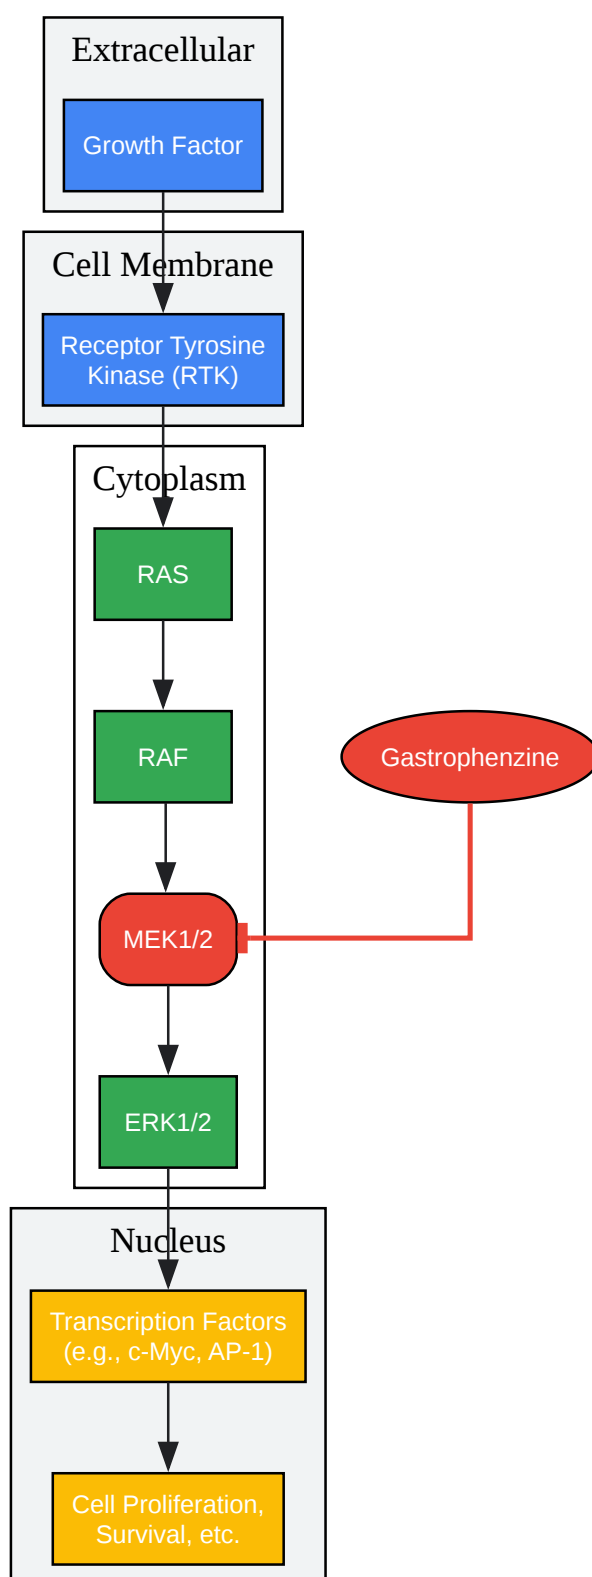 Extracellular
Growth Factor
Cell Membrane
Receptor Tyrosine
Kinase (RTK)
Cytoplasm
RAS
RAF
Gastrophenzine
MEK1/2
ERK1/2
Nucleus
Transcription Factors
(e.g., c-Myc, AP-1)
Cell Proliferation,
Survival, etc.